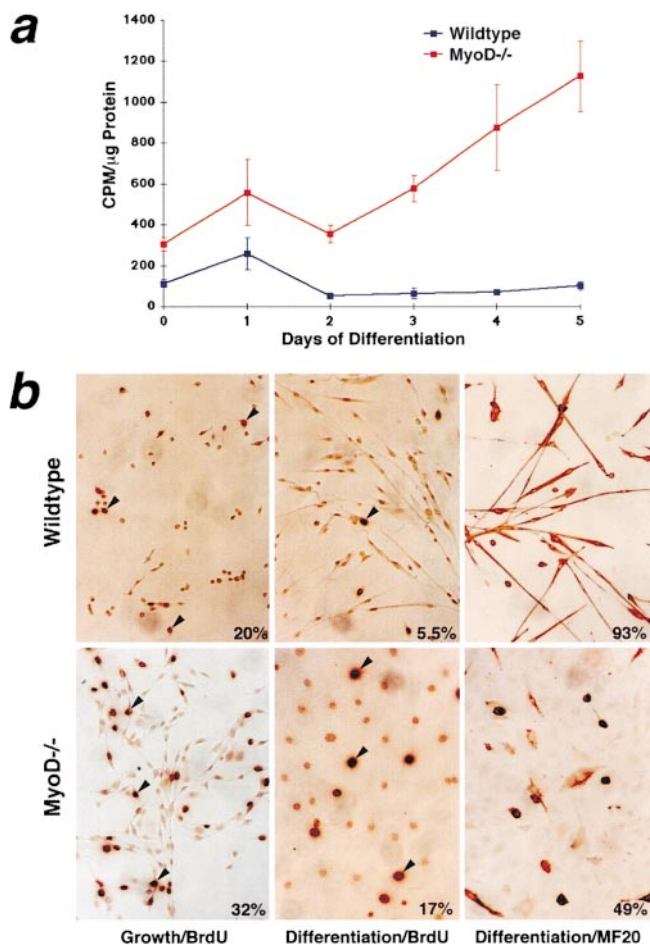 a
Wildtype
MyoD-/-
CPM/µg Protein
1400
1200
1000
800
600
400
200
0
0 1 2 3 4 5
Days of Differentiation
b
Wildtype
20%
5.5%
93%
MyoD-/-
32%
17%
49%
Growth/BrdU Differentiation/BrdU Differentiation/MF20